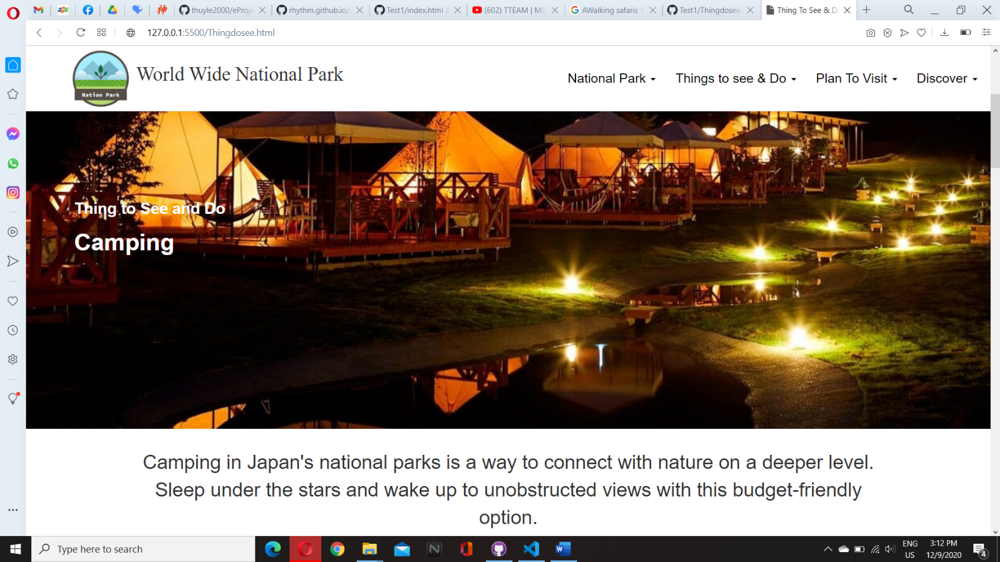 thuyle2000/eProje
rhythm.github.io/
Test1/index.html a
(602) TTEAM | MU
AWalking safaris 1
Test1/Thingdosee.
Thing To See & D
127.0.0.1:5500/Thingdosee.html
Nation Park
World Wide National Park
National Park
Things to see & Do
Plan To Visit
Discover
Thing to See and Do
Camping
Camping in Japan's national parks is a way to connect with nature on a deeper level.
Sleep under the stars and wake up to unobstructed views with this budget-friendly
option.
Type here to search
ENG
US
3:12 PM
12/9/2020
4